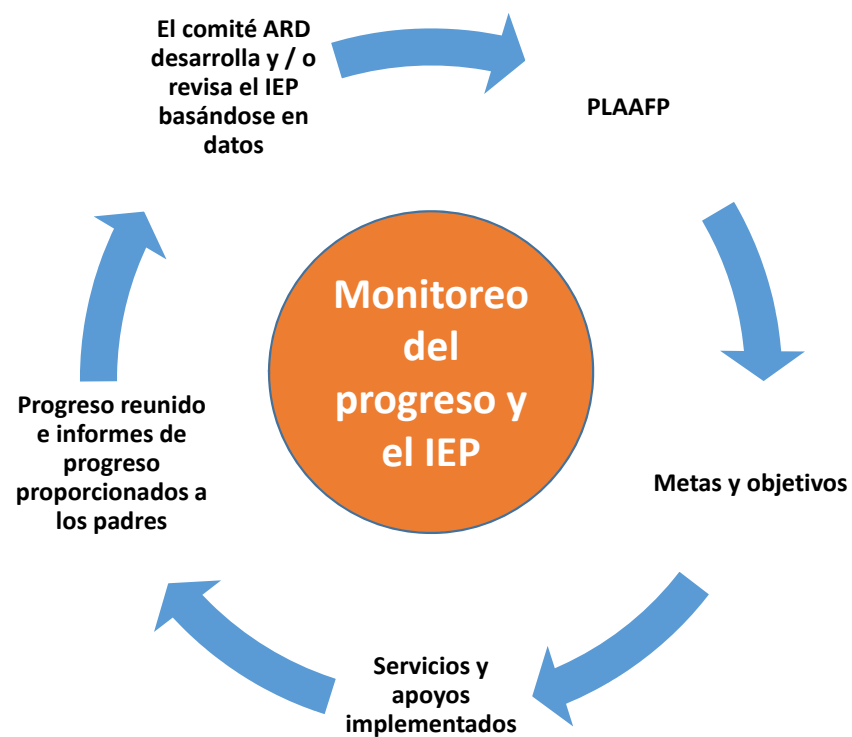 El comité ARD
desarrolla y / o
revisa el IEP
basándose en
datos
PLAAFP
Monitoreo
del
progreso y
el IEP
Metas y objetivos
Servicios y
apoyos
implementados
Progreso reunido
e informes de
progreso
proporcionados a
los padres